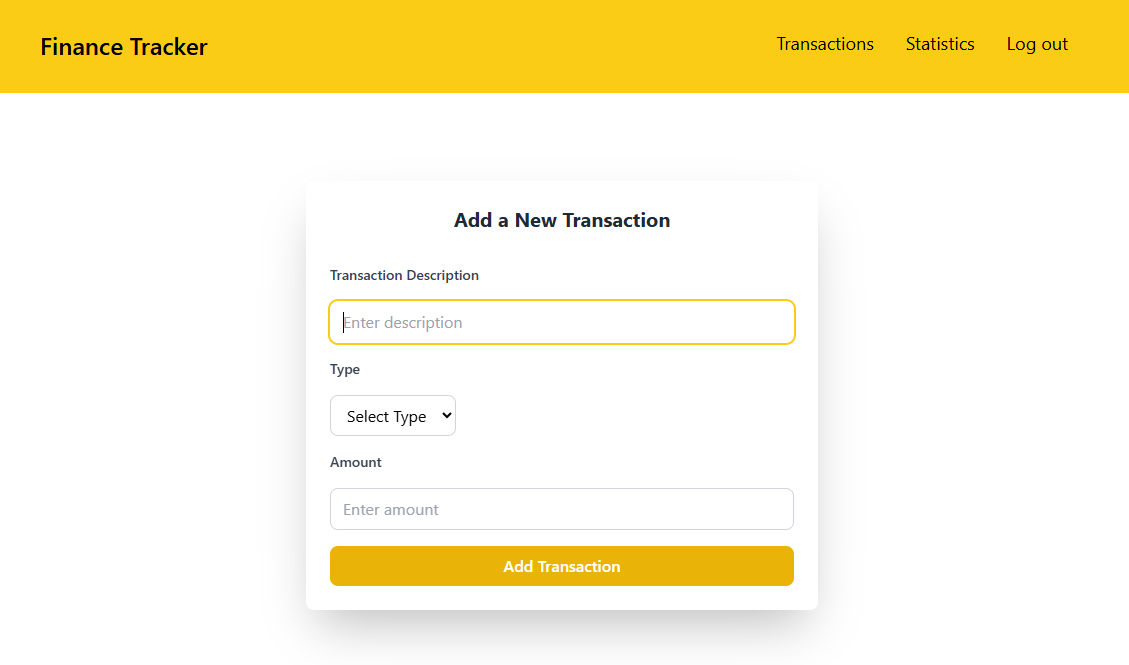 Finance Tracker
Transactions Statistics Log out
Add a New Transaction
Transaction Description
Enter description
Type
Select Type
Amount
Enter amount
Add Transaction